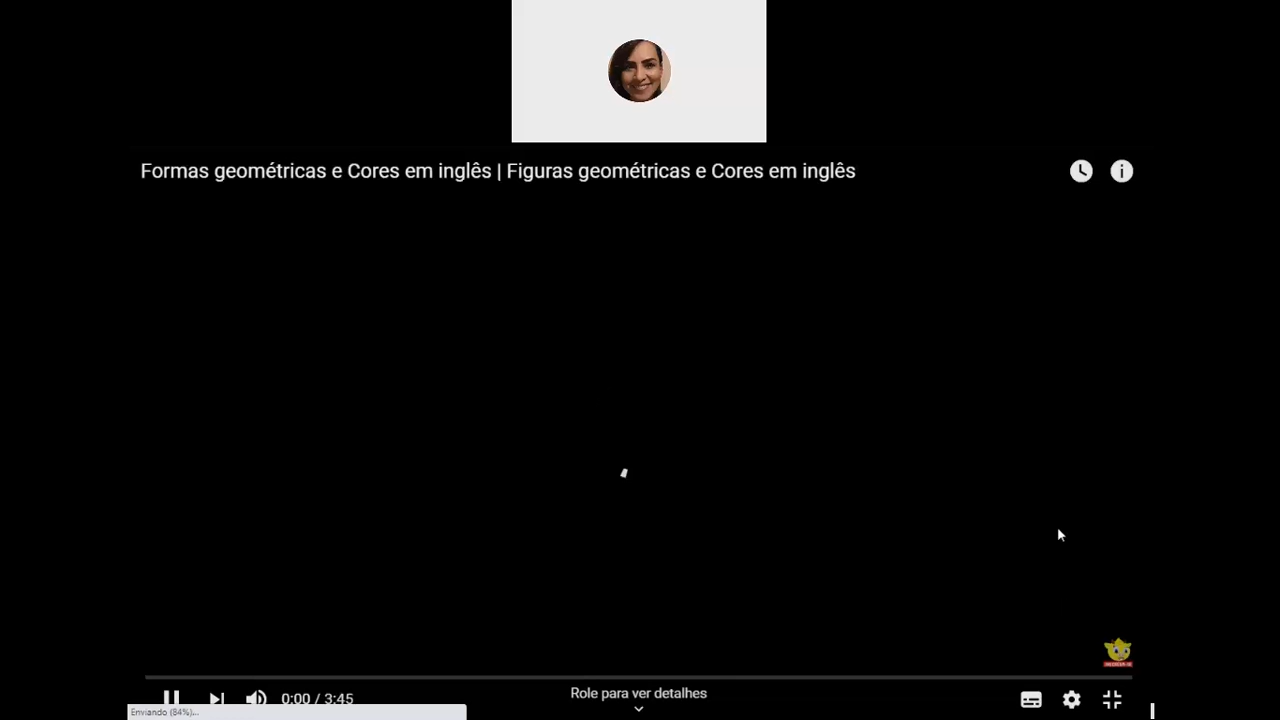 Formas geométricas e Cores em inglês | Figuras geométricas e Cores em inglês
0:00 / 3:45
Role para ver detalhes
Enviando (84%)...